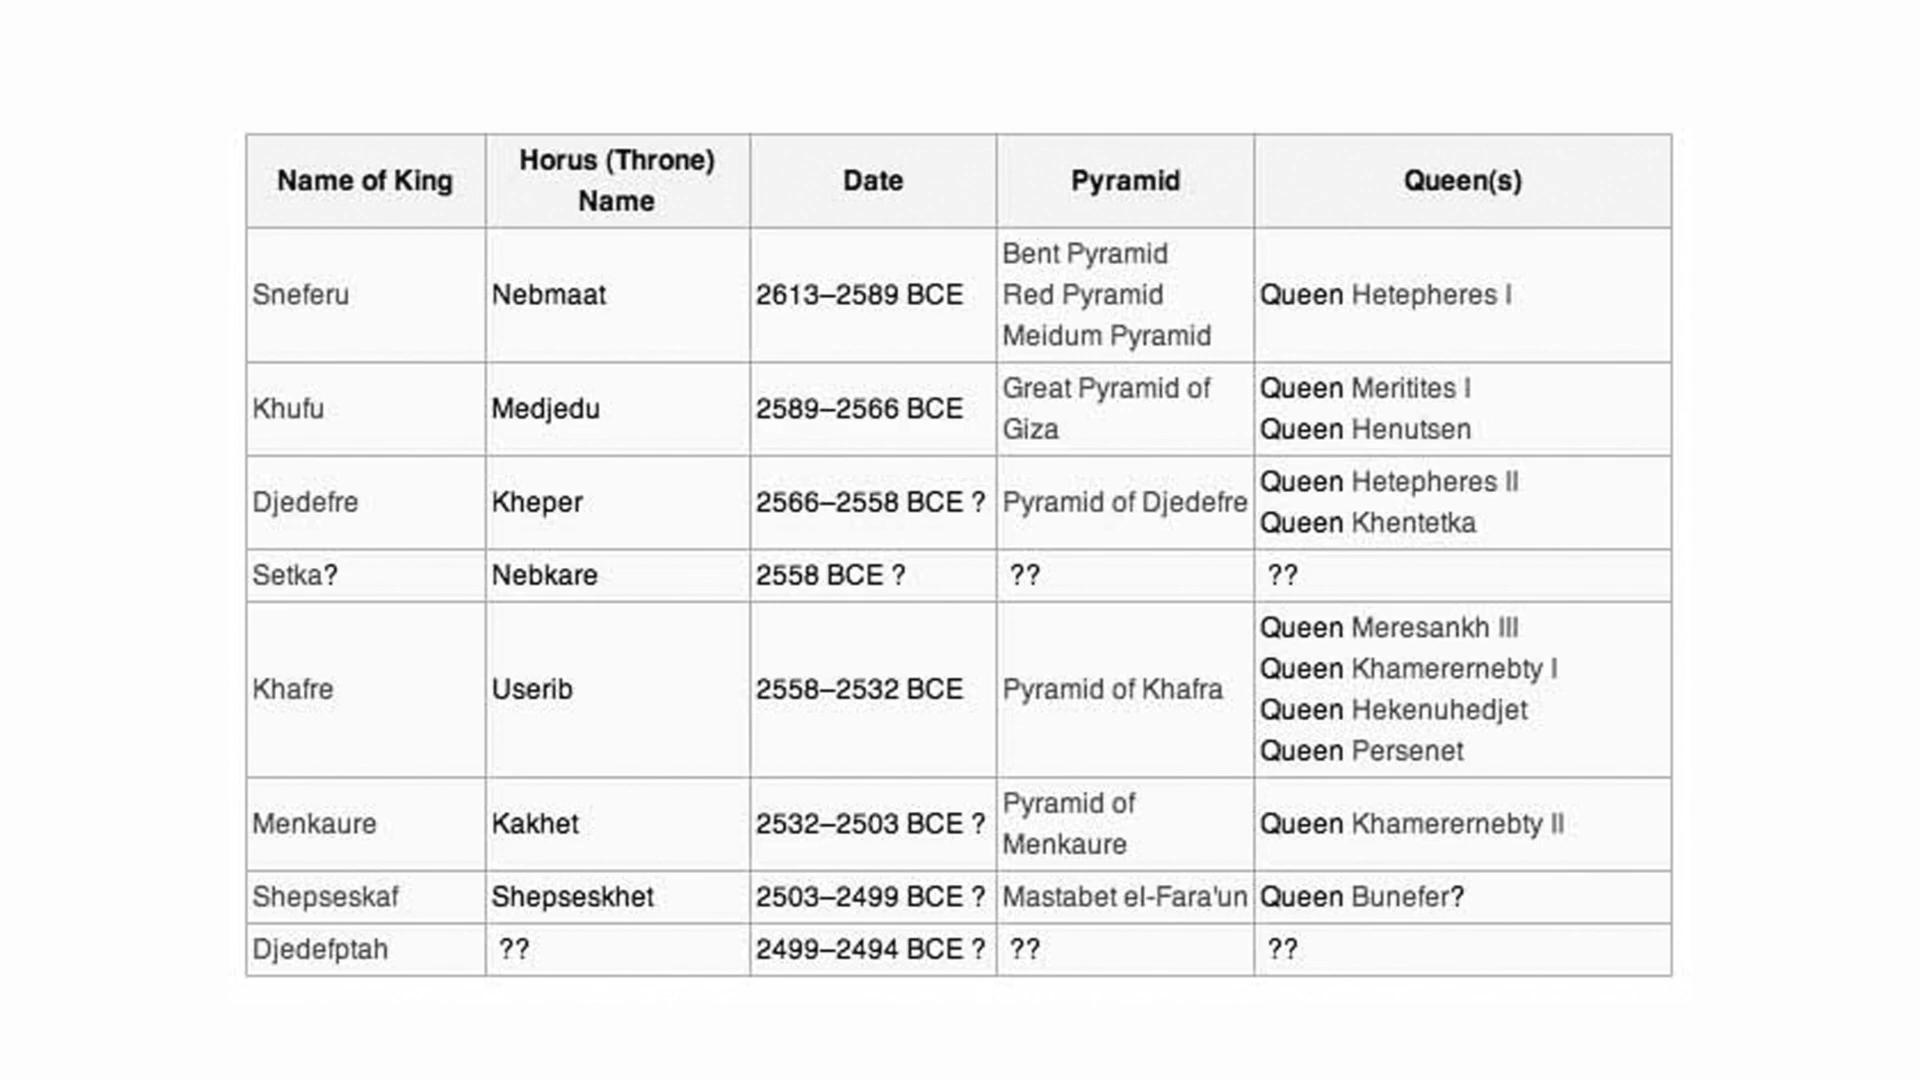 Name of King
Horus (Throne)
Name
Date
Pyramid
Queen(s)
Sneferu
Nebmaat
2613–2589 BCE
Bent Pyramid
Red Pyramid
Meidum Pyramid
Queen Hetepheres I
Khufu
Medjedu
2589–2566 BCE
Great Pyramid of
Giza
Queen Meritites I
Queen Henutsen
Djedefre
Kheper
2566–2558 BCE ?
Pyramid of Djedefre
Queen Hetepheres II
Queen Khentetka
Setka?
Nebkare
2558 BCE ?
??
??
Khafre
Userib
2558–2532 BCE
Pyramid of Khafra
Queen Meresankh III
Queen Khamerernebty I
Queen Hekenuhedjet
Queen Persenet
Menkaure
Kakhet
2532–2503 BCE ?
Pyramid of
Menkaure
Queen Khamerernebty II
Shepseskaf
Shepseskhet
2503–2499 BCE ?
Mastabet el-Fara'un
Queen Bunefer?
Djedefptah
??
2499–2494 BCE ?
??
??